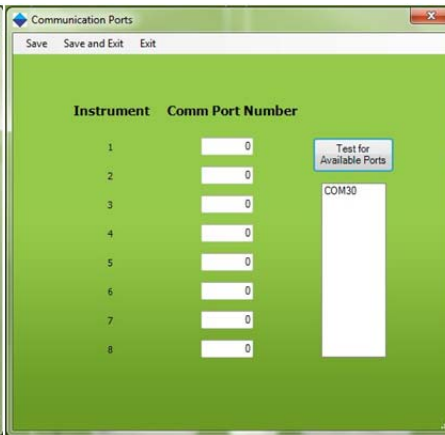 Communication Ports
Save Save and Exit Exit
Instrument Comm Port Number
1 0
2 0
3 0
4 0
5 0
6 0
7 0
8 0
Test for
Available Ports
COM30